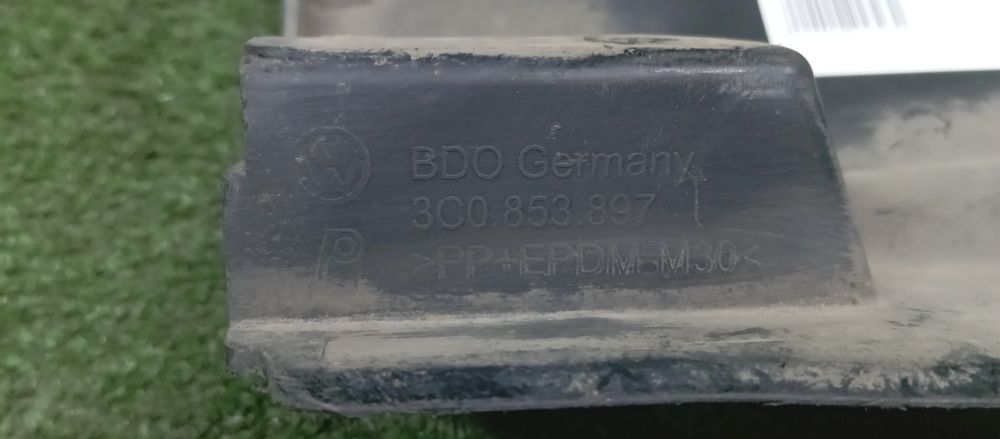 BDO Germany
3C0.853.897
>PP+EPDM-M30<